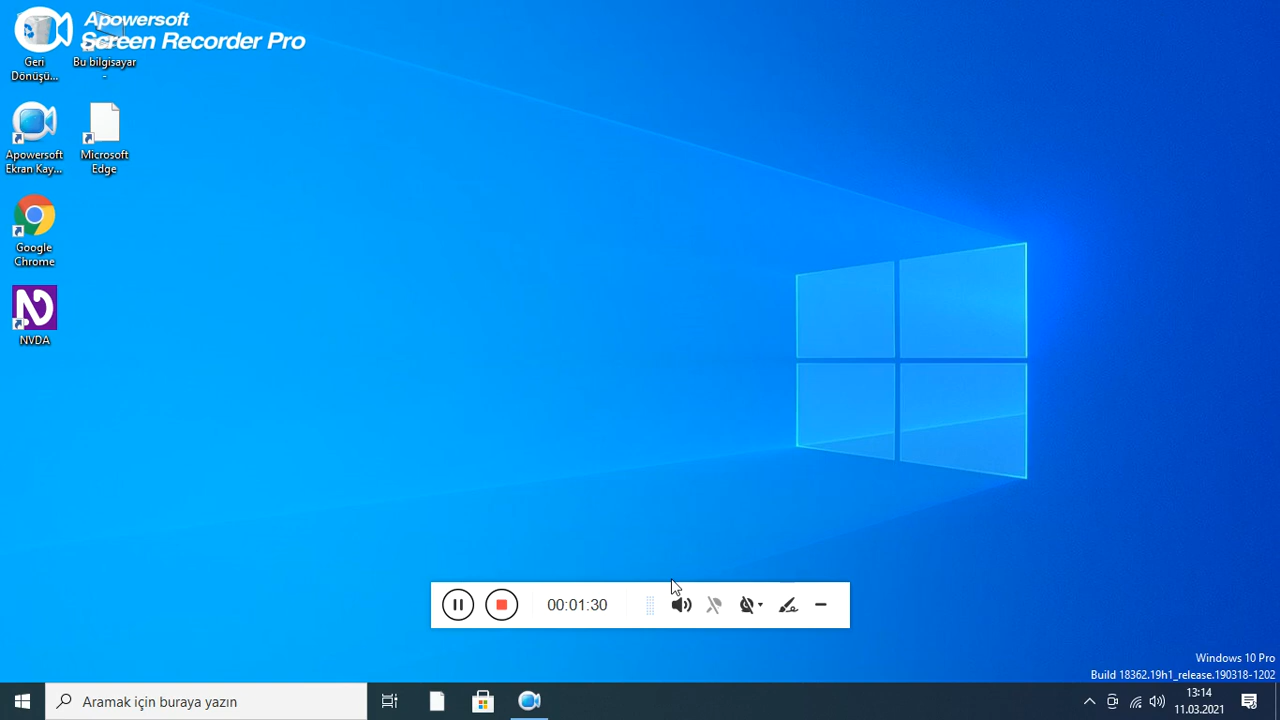 Apowersoft
Screen Recorder Pro
Geri
Dönüşü...
Bu bilgisayar
-
Apowersoft
Ekran Kay...
Microsoft
Edge
Google
Chrome
NVDA
00:01:30
Windows 10 Pro
Build 18362.19h1_release.190318-1202
Aramak için buraya yazın
13:14
11.03.2021